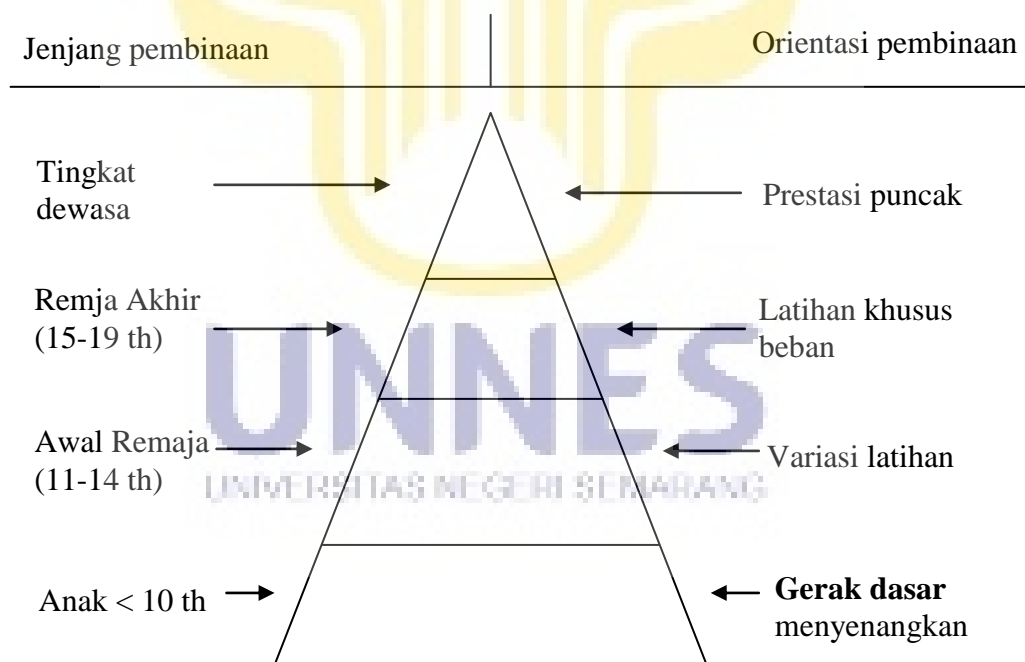 Jenjang pembinaan
Orientasi pembinaan
Tingkat
dewasa
Prestasi puncak
Remja Akhir
(15-19 th)
Latihan khusus
beban
Awal Remaja
(11-14 th)
Variasi latihan
UNNES
UNIVERSITAS NEGERI SEMARANG
Anak < 10 th
Gerak dasar
menyenangkan